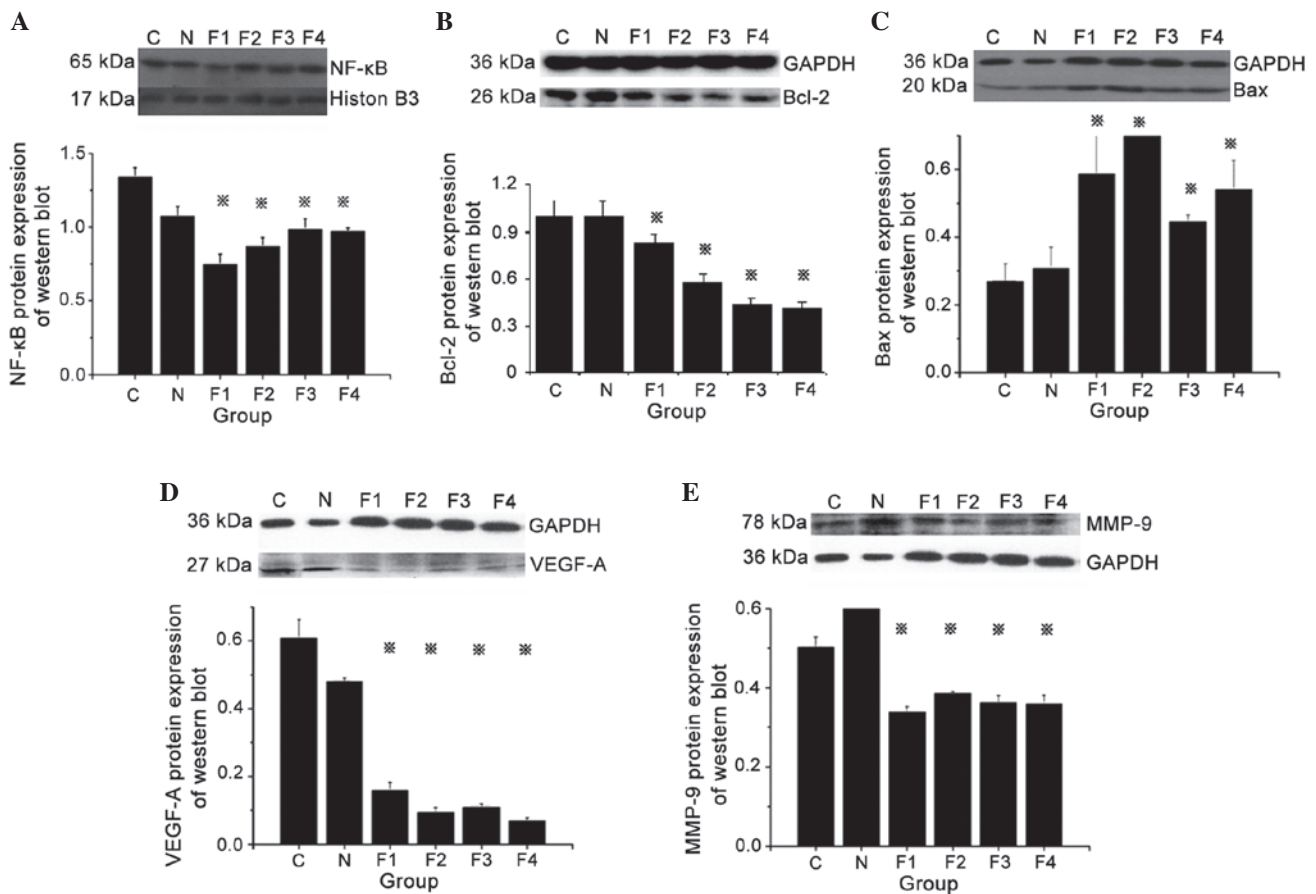 A
C N F1 F2 F3 F4
65 kDa NF-κB
17 kDa Histon B3
NF-κB protein expression
of western blot
1.5
1.0
0.5
0.0
※ ※ ※ ※
C N F1 F2 F3 F4
Group
B
C N F1 F2 F3 F4
36 kDa GAPDH
26 kDa Bcl-2
Bcl-2 protein expression
of western blot
1.2
0.9
0.6
0.3
0
※ ※ ※ ※
C N F1 F2 F3 F4
Group
C
C N F1 F2 F3 F4
36 kDa GAPDH
20 kDa Bax
Bax protein expression
of western blot
0.6
0.4
0.2
0.0
※ ※ ※ ※
C N F1 F2 F3 F4
Group
D
C N F1 F2 F3 F4
36 kDa GAPDH
27 kDa VEGF-A
VEGF-A protein expression
of western blot
0.6
0.4
0.2
0.0
※ ※ ※ ※
C N F1 F2 F3 F4
Group
E
C N F1 F2 F3 F4
78 kDa MMP-9
36 kDa GAPDH
MMP-9 protein expression
of western blot
0.6
0.4
0.2
0.0
※ ※ ※ ※
C N F1 F2 F3 F4
Group